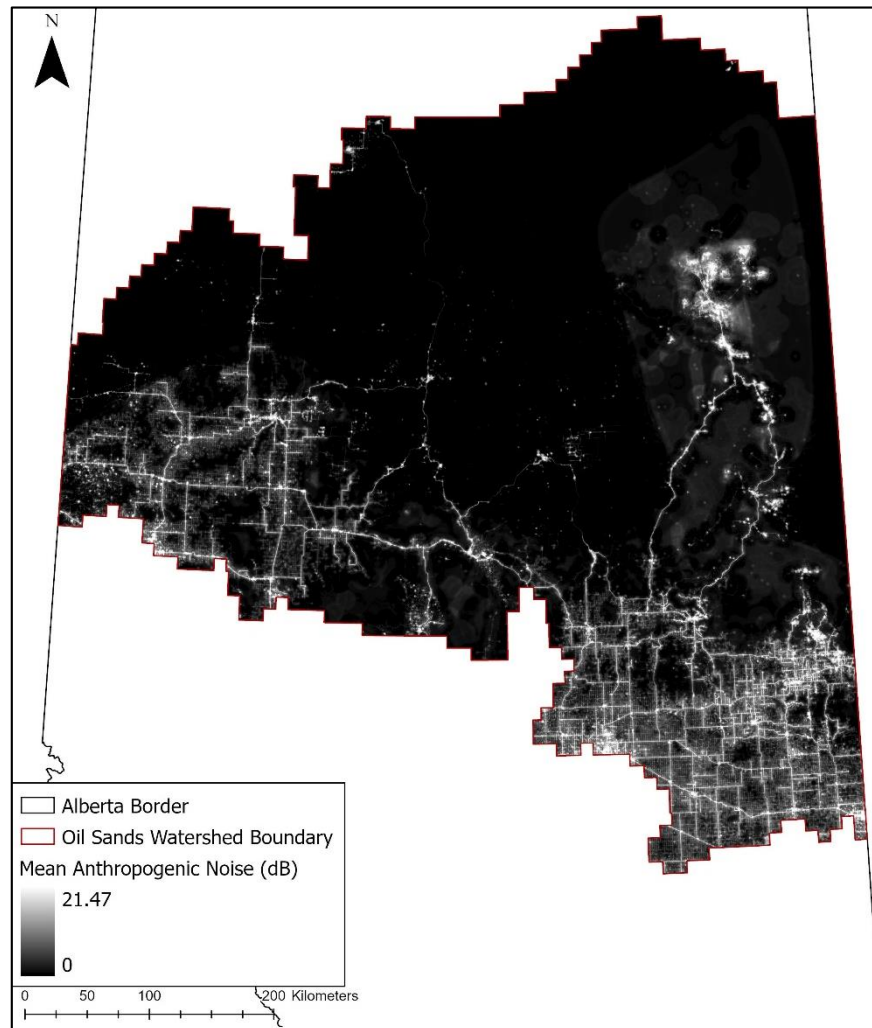 N
Alberta Border
Oil Sands Watershed Boundary
Mean Anthropogenic Noise (dB)
21.47
0
0 50 100 200 Kilometers